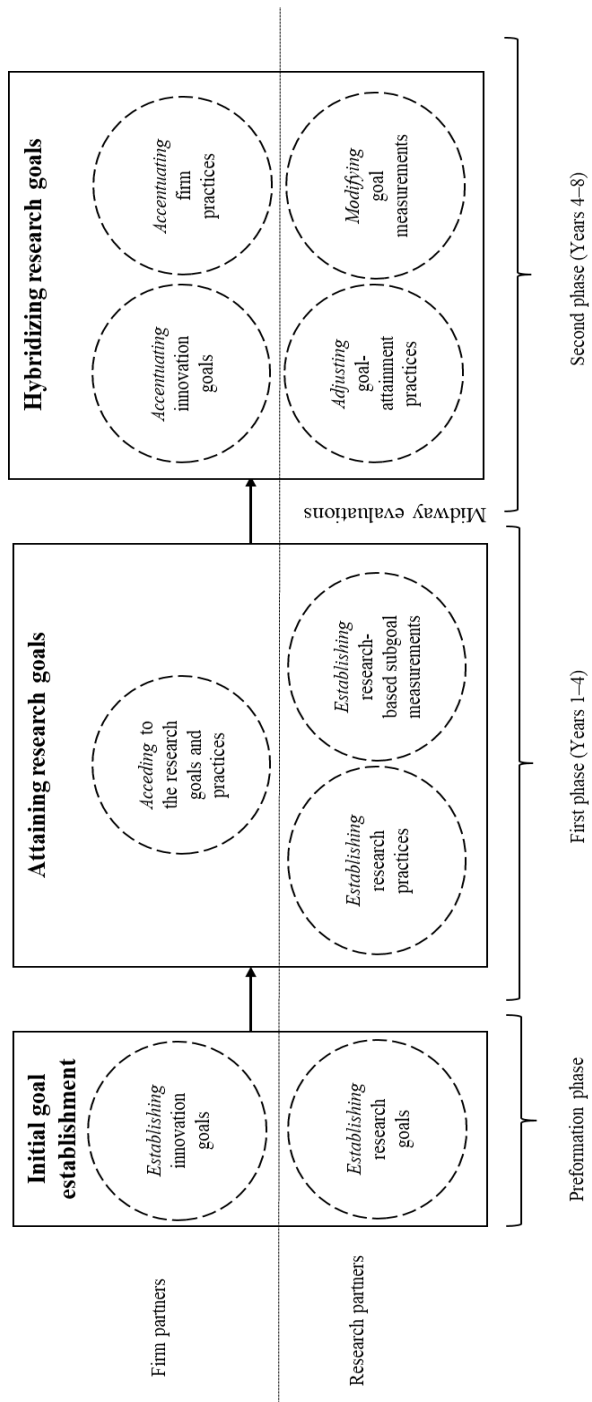 Firm partners
Research partners
Initial goal
establishment
Establishing
innovation
goals
Establishing
research
goals
Preformation phase
Attaining research goals
Acceding to
the research
goals and
practices
Establishing
research
practices
Establishing
research-
based subgoal
measurements
First phase (Years 1–4)
Midway evaluations
Hybridizing research goals
Accentuating
innovation
goals
Accentuating
firm
practices
Adjusting
goal-
attainment
practices
Modifying
goal
measurements
Second phase (Years 4–8)